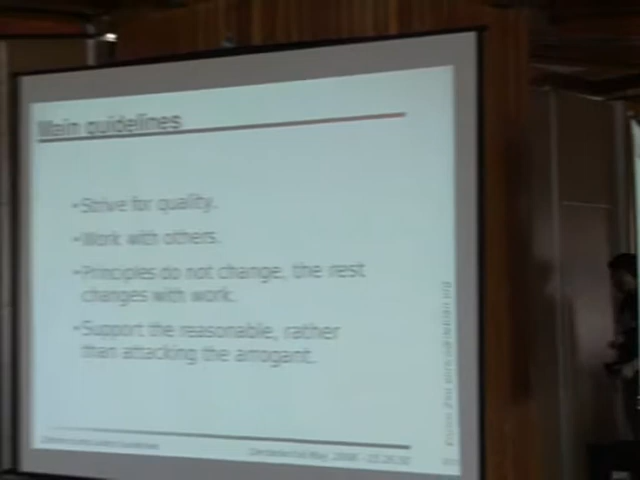 Main guidelines
•Strive for quality.
•Work with others.
•Principles do not change, the rest
changes with work.
•Support the reasonable, rather
than attacking the arrogant.